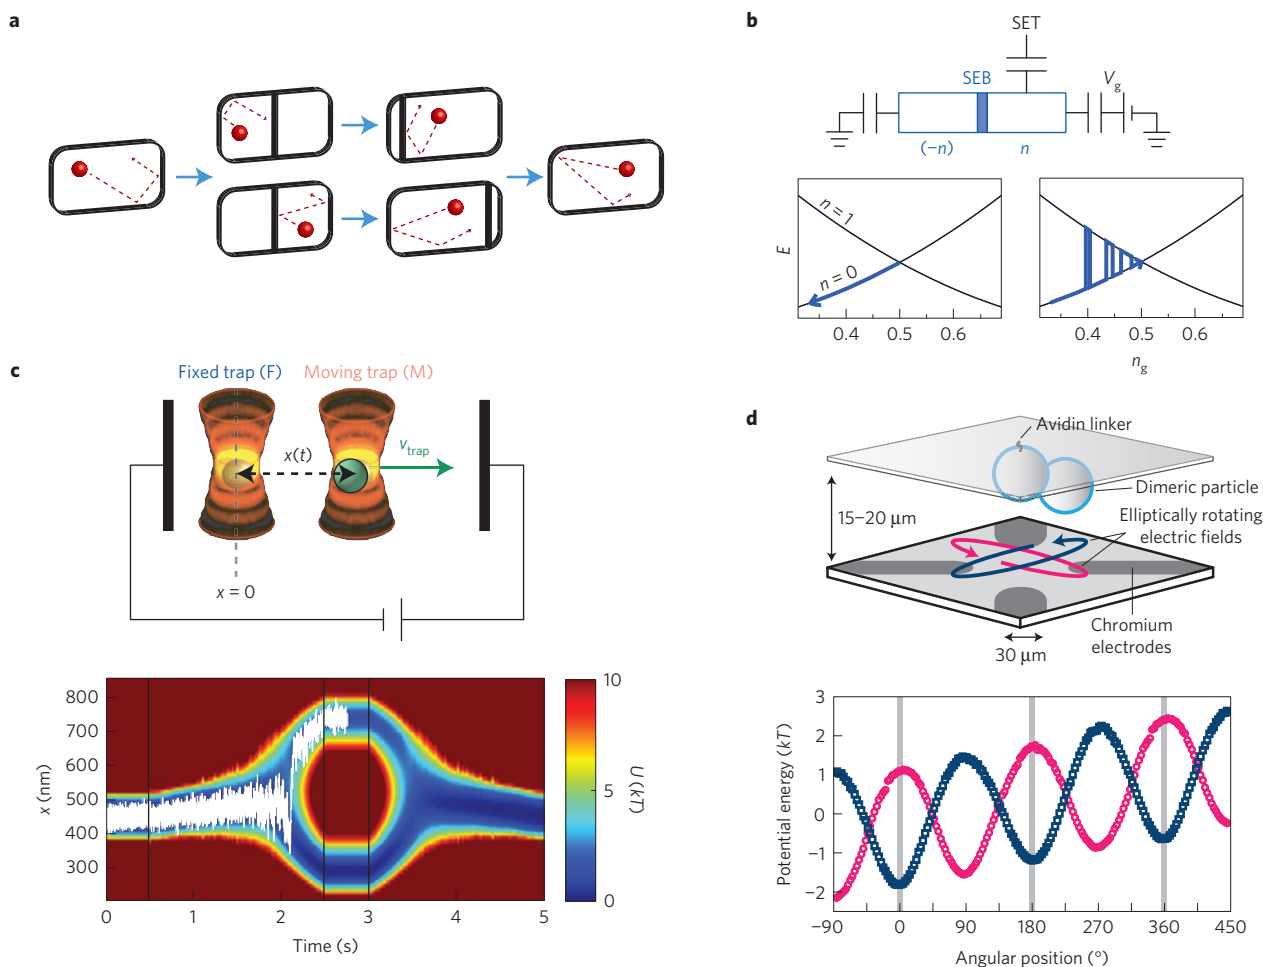 a
b
SET
SEB
Vg
(−n)
n
E
n = 1
n = 0
0.4
0.5
0.6
0.4
0.5
0.6
ng
c
Fixed trap (F)
Moving trap (M)
x(t)
vtrap
x = 0
800
700
600
500
400
300
x (nm)
0
1
2
3
4
5
Time (s)
10
5
0
U (kT)
d
Avidin linker
Dimeric particle
15–20 μm
Elliptically rotating
electric fields
Chromium
electrodes
30 μm
3
2
1
0
−1
−2
Potential energy (kT)
−90
0
90
180
270
360
450
Angular position (°)